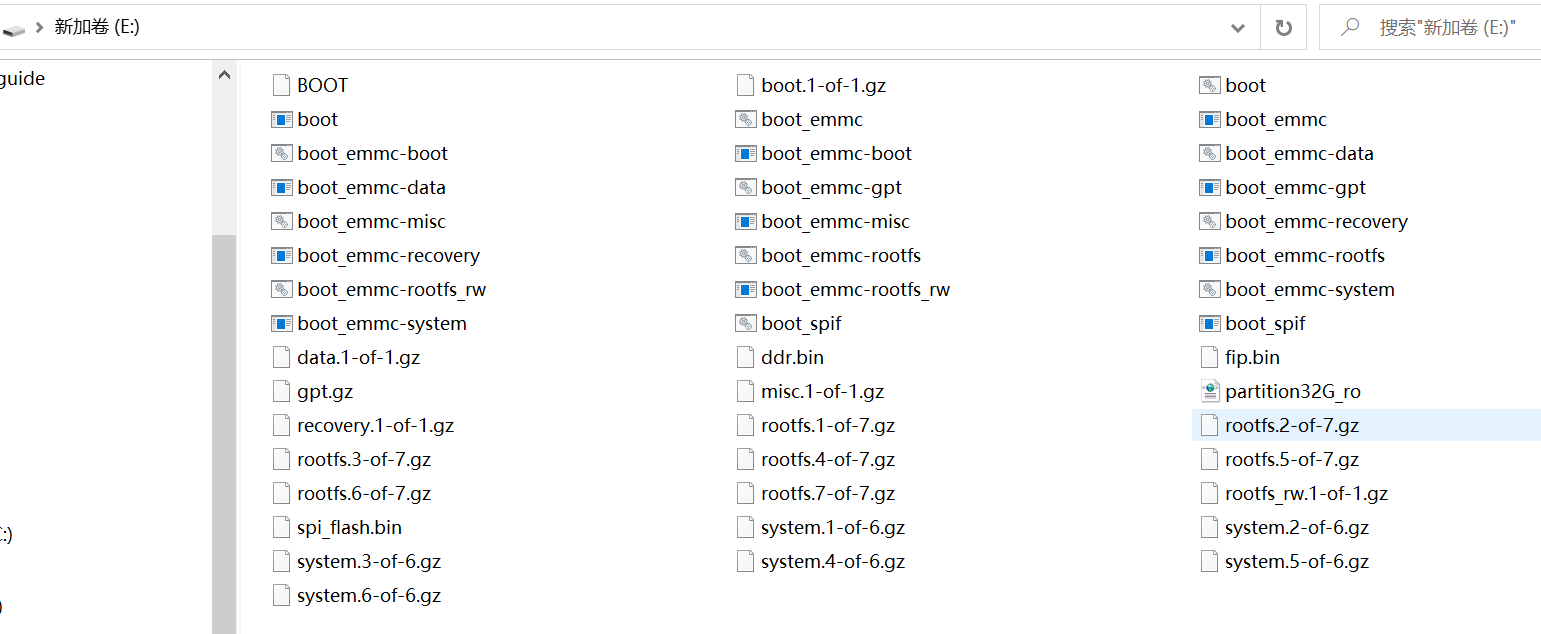 新加卷 (E:)
搜索"新加卷 (E:)"
guide
:)
)
BOOT boot.1-of-1.gz boot
boot boot_emmc boot_emmc
boot_emmc-boot boot_emmc-boot boot_emmc-data
boot_emmc-data boot_emmc-gpt boot_emmc-gpt
boot_emmc-misc boot_emmc-misc boot_emmc-recovery
boot_emmc-recovery boot_emmc-rootfs boot_emmc-rootfs
boot_emmc-rootfs_rw boot_emmc-rootfs_rw boot_emmc-system
boot_emmc-system boot_spif boot_spif
data.1-of-1.gz ddr.bin fip.bin
gpt.gz misc.1-of-1.gz partition32G_ro
recovery.1-of-1.gz rootfs.1-of-7.gz rootfs.2-of-7.gz
rootfs.3-of-7.gz rootfs.4-of-7.gz rootfs.5-of-7.gz
rootfs.6-of-7.gz rootfs.7-of-7.gz rootfs_rw.1-of-1.gz
spi_flash.bin system.1-of-6.gz system.2-of-6.gz
system.3-of-6.gz system.4-of-6.gz system.5-of-6.gz
system.6-of-6.gz